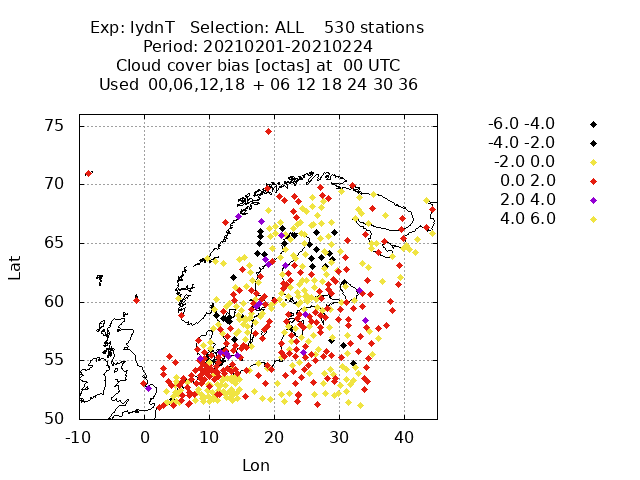 Exp: IydnT   Selection: ALL    530 stations
Period: 20210201-20210224
Cloud cover bias [octas] at  00 UTC
Used  00,06,12,18  + 06 12 18 24 30 36
-6.0 -4.0
-4.0 -2.0
-2.0 0.0
0.0 2.0
2.0 4.0
4.0 6.0
75
70
65
60
55
50
Lat
-10 0 10 20 30 40
Lon